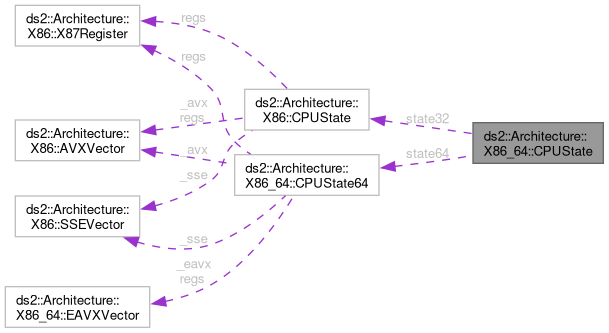 ds2::Architecture::
X86::X87Register
regs
regs
_avx
regs
ds2::Architecture::
X86::CPUState
state32
ds2::Architecture::
X86::AVXVector
_avx
ds2::Architecture::
X86_64::CPUState
state64
ds2::Architecture::
X86_64::CPUState64
_sse
ds2::Architecture::
X86::SSEVector
_sse
_eavx
regs
ds2::Architecture::
X86_64::EAVXVector